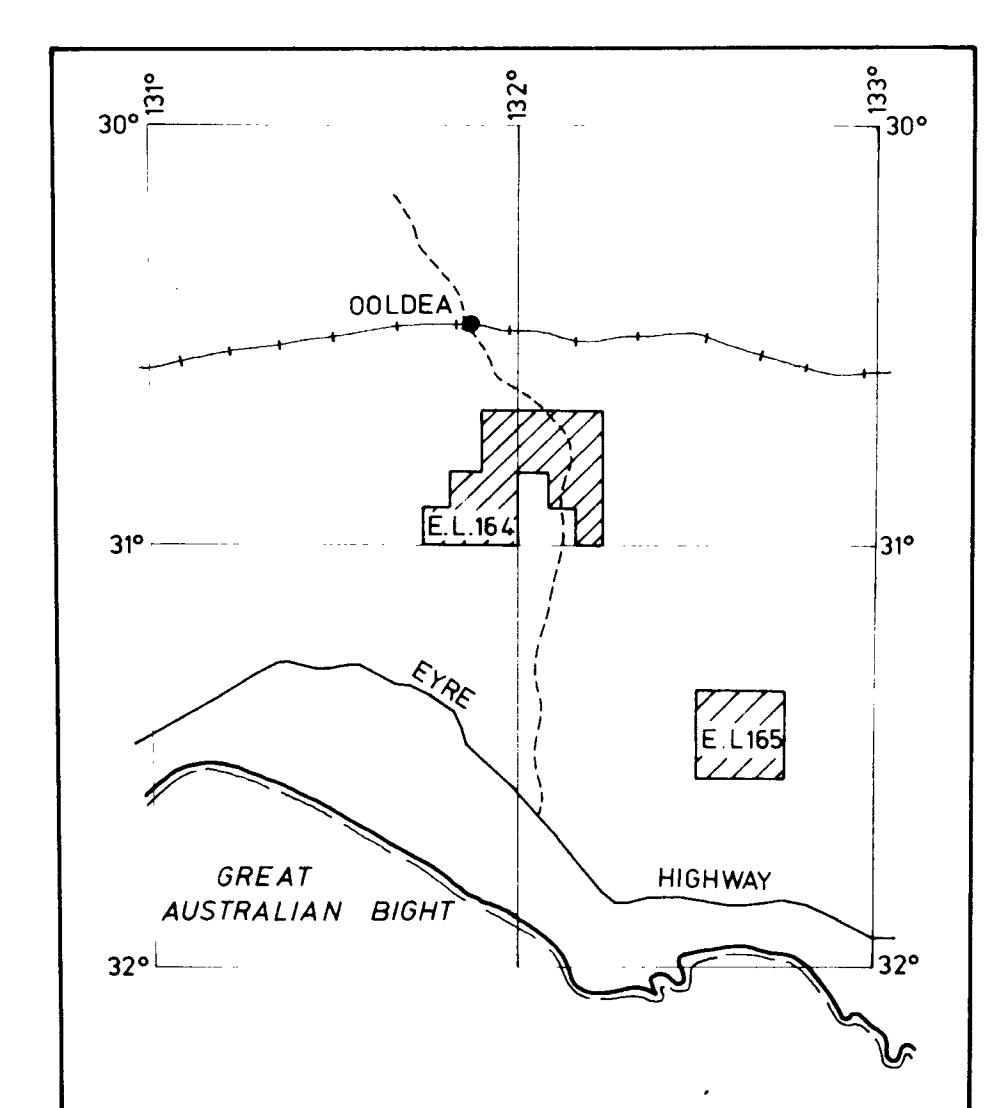 131°
132°
133°
30°
30°
OOLDEA
E.L.164
31°
31°
EYRE
E.L165
GREAT
AUSTRALIAN BIGHT
HIGHWAY
32°
32°